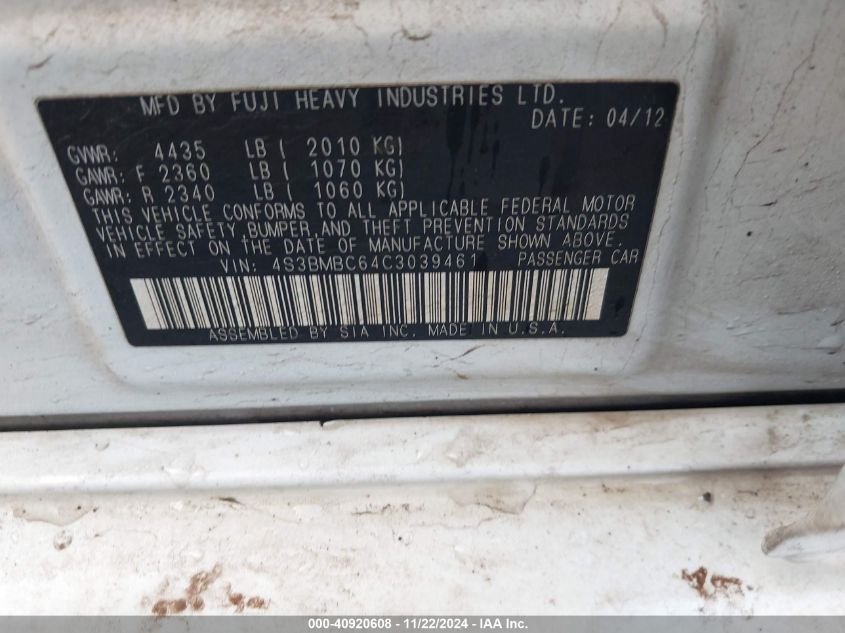 MFD BY FUJI HEAVY INDUSTRIES LTD.
DATE: 04/12
GVWR: 4435 LB ( 2010 KG)
GAWR: F 2360 LB ( 1070 KG)
GAWR: R 2340 LB ( 1060 KG)
THIS VEHICLE CONFORMS TO ALL APPLICABLE FEDERAL MOTOR
VEHICLE SAFETY, BUMPER, AND THEFT PREVENTION STANDARDS
IN EFFECT ON THE DATE OF MANUFACTURE SHOWN ABOVE.
VIN: 4S3BMBC64C3039461 PASSENGER CAR
ASSEMBLED BY SIA INC. MADE IN U.S.A.
000-40920608 - 11/22/2024 - IAA Inc.